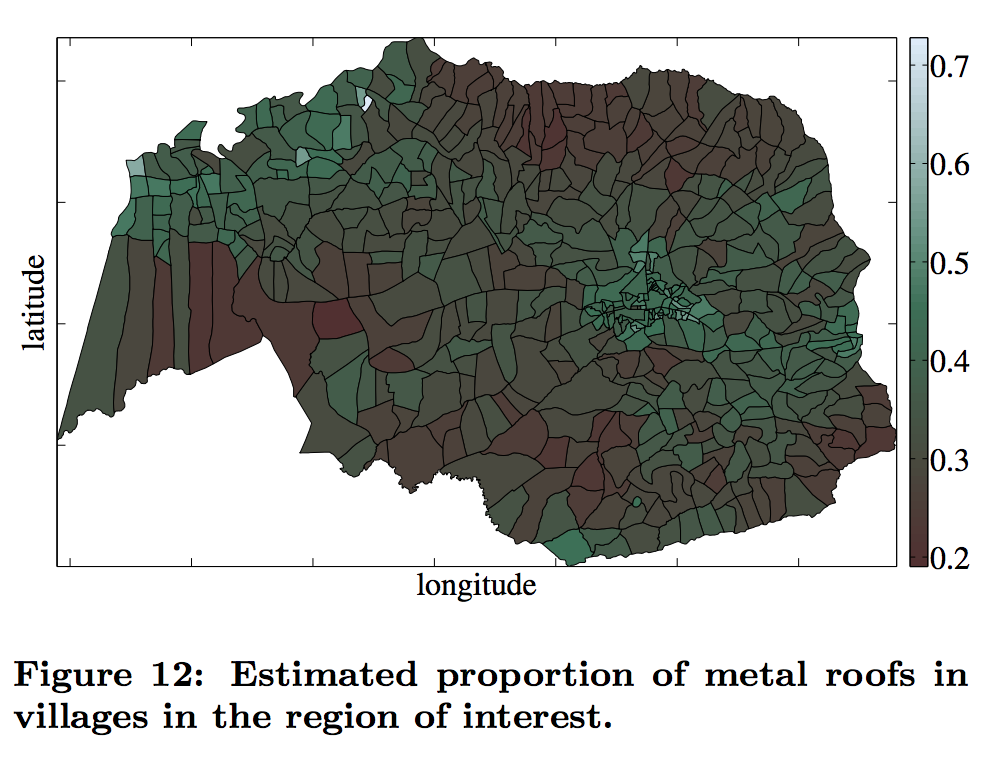 0.7
0.6
0.5
0.4
0.3
0.2
latitude
longitude
Figure 12: Estimated proportion of metal roofs in
villages in the region of interest.